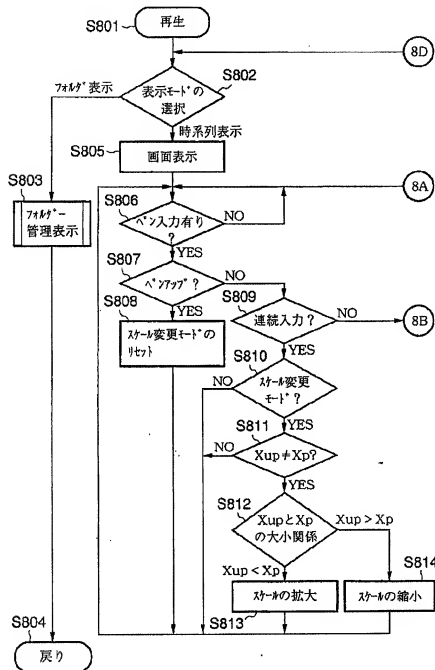 S801
再生
8D
S802
フォルダ表示
表示モードの
選択
時系列表示
S805
画面表示
S803
フォルダー
管理表示
8A
S806
ペン入力有り
?
NO
YES
S807
ペンアップ?
NO
YES
S808
スケール変更モードの
リセット
S809
連続入力?
NO
8B
YES
S810
スケール変更
モード?
NO
YES
S811
Xup≠Xp?
NO
YES
S812
XupとXp
の大小関係
Xup>Xp
Xup<Xp
スケールの拡大
S813
S814
スケールの縮小
S804
戻り